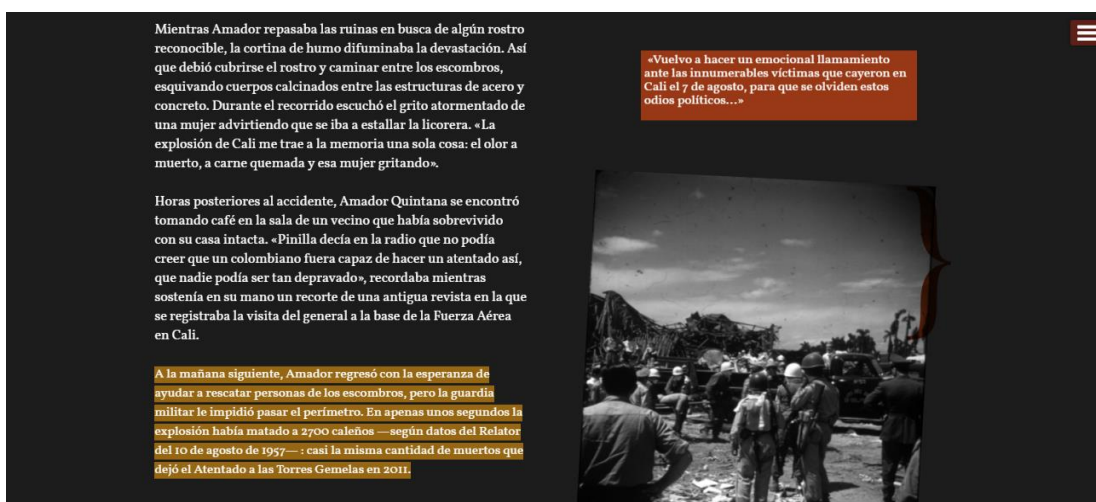 Mientras Amador repasaba las ruinas en busca de algún rostro
reconocible, la cortina de humo difuminaba la devastación. Así
que debió cubrirse el rostro y caminar entre los escombros,
esquivando cuerpos calcinados entre las estructuras de acero y
concreto. Durante el recorrido escuchó el grito atormentado de
una mujer advirtiendo que se iba a estallar la licorera. «La
explosión de Cali me trae a la memoria una sola cosa: el olor a
muerto, a carne quemada y esa mujer gritando».
Horas posteriores al accidente, Amador Quintana se encontró
tomando café en la sala de un vecino que había sobrevivido
con su casa intacta. «Pinilla decía en la radio que no podía
creer que un colombiano fuera capaz de hacer un atentado así,
que nadie podía ser tan depravado», recordaba mientras
sostenía en su mano un recorte de una antigua revista en la que
se registraba la visita del general a la base de la Fuerza Aérea
en Cali.
A la mañana siguiente, Amador regresó con la esperanza de
ayudar a rescatar personas de los escombros, pero la guardia
militar le impidió pasar el perímetro. En apenas unos segundos la
explosión había matado a 2700 caleños —según datos del Relator
del 10 de agosto de 1957— : casi la misma cantidad de muertos que
dejó el Atentado a las Torres Gemelas en 2011.
«Vuelvo a hacer un emocional llamamiento
ante las innumerables víctimas que cayeron en
Cali el 7 de agosto, para que se olviden estos
odios políticos...»